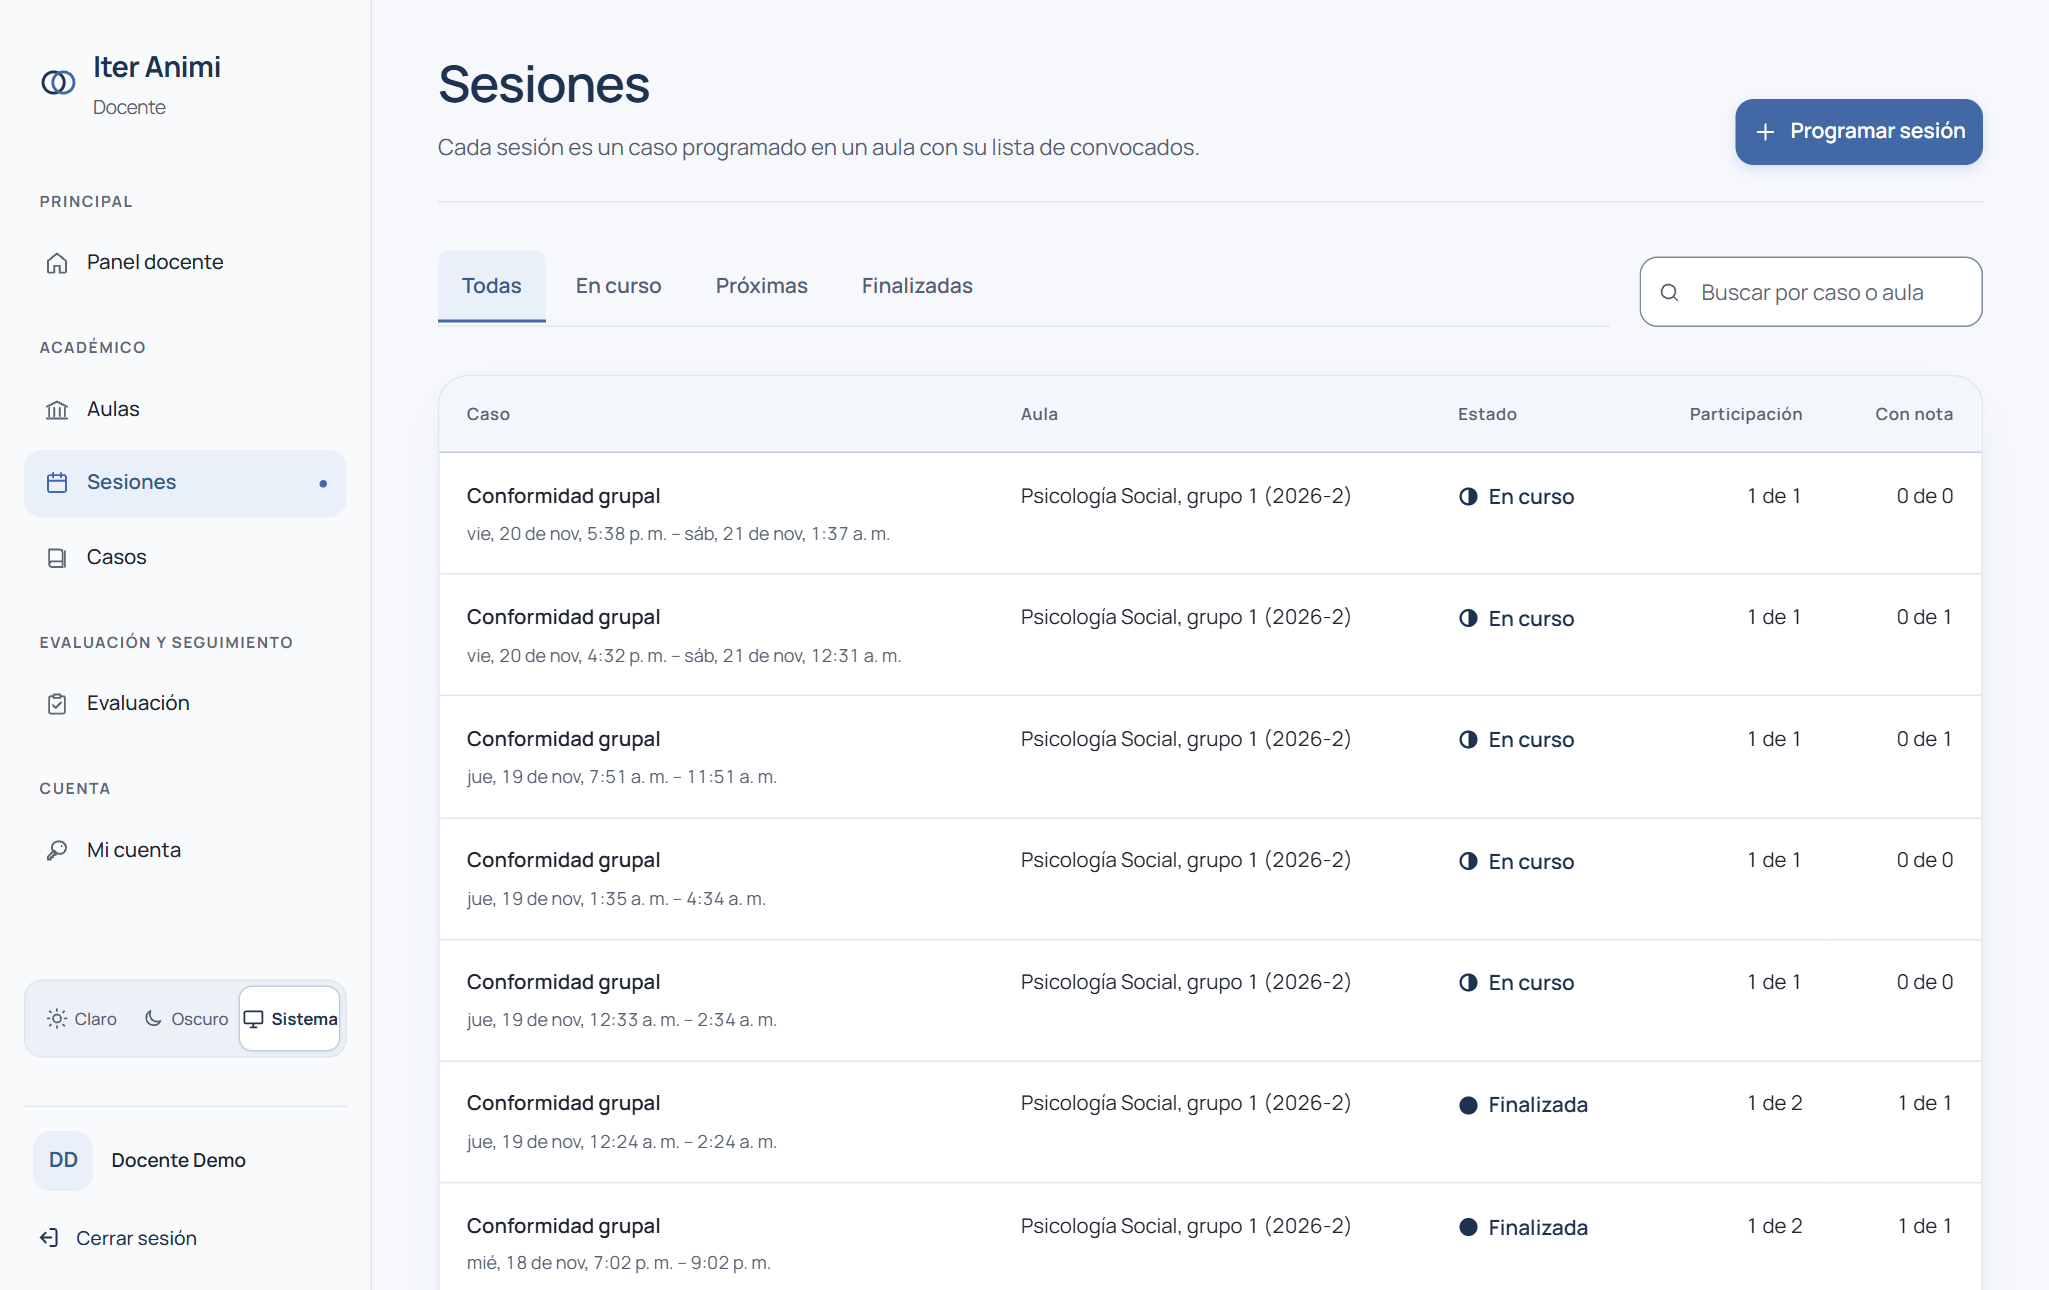 Iter Animi
Docente
PRINCIPAL
Panel docente
ACADÉMICO
Aulas
Sesiones
Casos
EVALUACIÓN Y SEGUIMIENTO
Evaluación
CUENTA
Mi cuenta
Claro Oscuro Sistema
DD Docente Demo
Cerrar sesión
Sesiones
Cada sesión es un caso programado en un aula con su lista de convocados.
+ Programar sesión
Todas En curso Próximas Finalizadas
Buscar por caso o aula
Caso Aula Estado Participación Con nota
Conformidad grupal Psicología Social, grupo 1 (2026-2) En curso 1 de 1 0 de 0
vie, 20 de nov, 5:38 p. m. – sáb, 21 de nov, 1:37 a. m.
Conformidad grupal Psicología Social, grupo 1 (2026-2) En curso 1 de 1 0 de 1
vie, 20 de nov, 4:32 p. m. – sáb, 21 de nov, 12:31 a. m.
Conformidad grupal Psicología Social, grupo 1 (2026-2) En curso 1 de 1 0 de 1
jue, 19 de nov, 7:51 a. m. – 11:51 a. m.
Conformidad grupal Psicología Social, grupo 1 (2026-2) En curso 1 de 1 0 de 0
jue, 19 de nov, 1:35 a. m. – 4:34 a. m.
Conformidad grupal Psicología Social, grupo 1 (2026-2) En curso 1 de 1 0 de 0
jue, 19 de nov, 12:33 a. m. – 2:34 a. m.
Conformidad grupal Psicología Social, grupo 1 (2026-2) Finalizada 1 de 2 1 de 1
jue, 19 de nov, 12:24 a. m. – 2:24 a. m.
Conformidad grupal Psicología Social, grupo 1 (2026-2) Finalizada 1 de 2 1 de 1
mié, 18 de nov, 7:02 p. m. – 9:02 p. m.